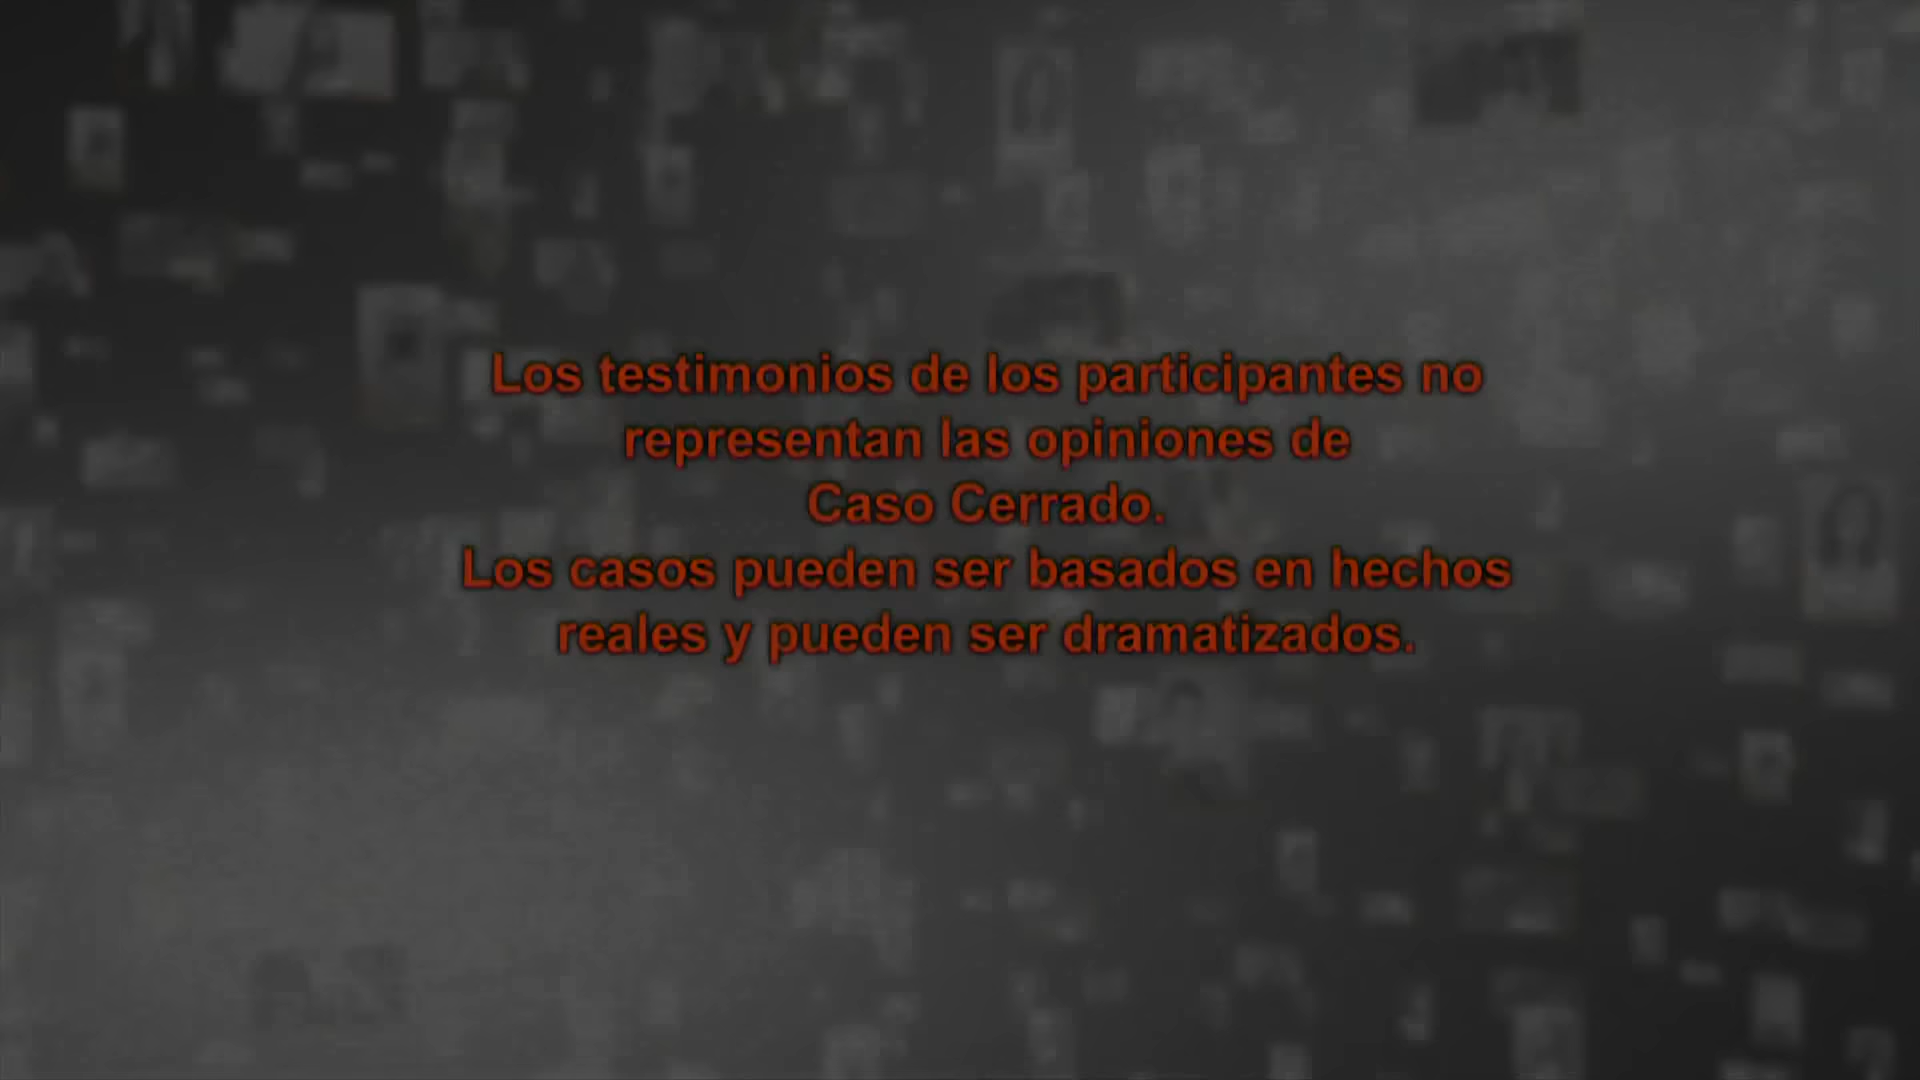 Los testimonios de los participantes no
representan las opiniones de
Caso Cerrado.
Los casos pueden ser basados en hechos
reales y pueden ser dramatizados.